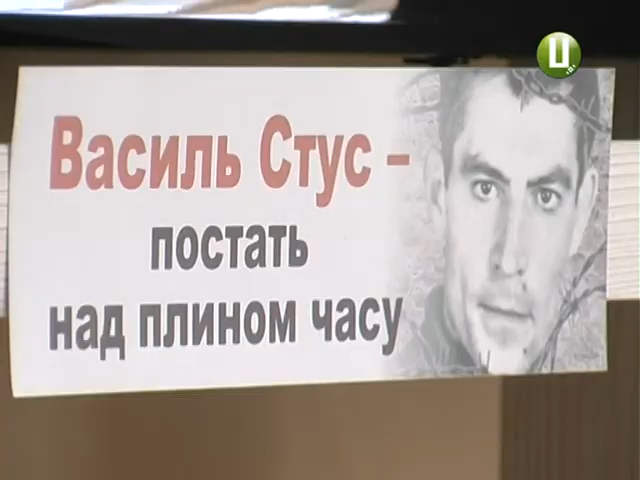 Василь Стус –
постать
над плином часу
Ц